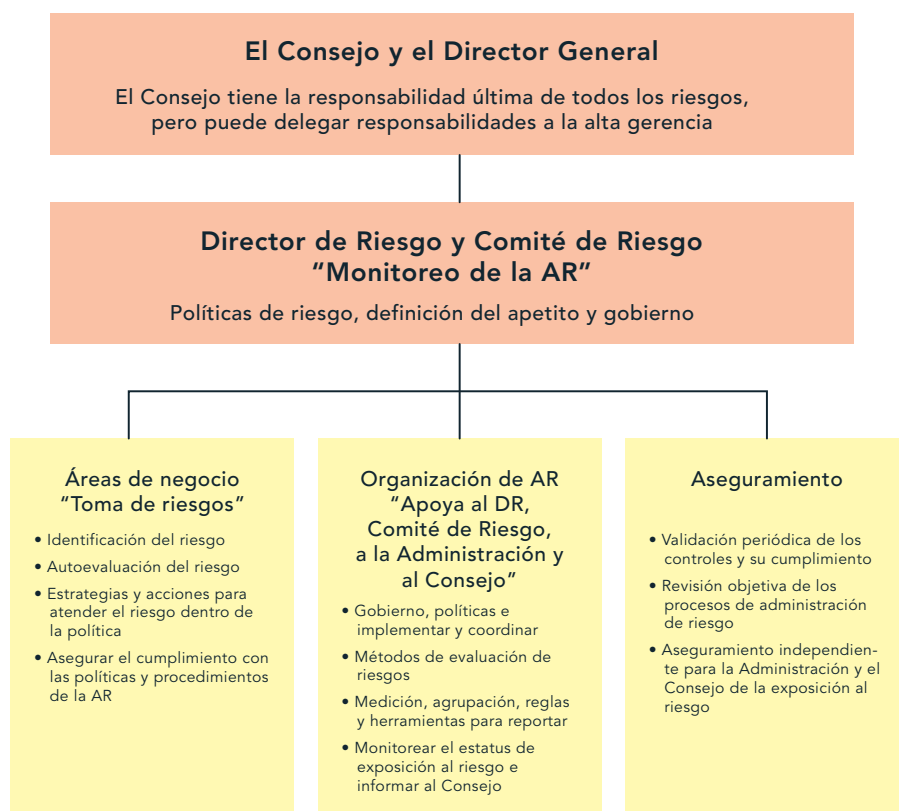 El Consejo y el Director General
El Consejo tiene la responsabilidad última de todos los riesgos,
pero puede delegar responsabilidades a la alta gerencia
Director de Riesgo y Comité de Riesgo
“Monitoreo de la AR”
Políticas de riesgo, definición del apetito y gobierno
Áreas de negocio
“Toma de riesgos”
• Identificación del riesgo
• Autoevaluación del riesgo
• Estrategias y acciones para
atender el riesgo dentro de
la política
• Asegurar el cumplimiento con
las políticas y procedimientos
de la AR
Organización de AR
“Apoya al DR,
Comité de Riesgo,
a la Administración y
al Consejo”
• Gobierno, políticas e
implementar y coordinar
• Métodos de evaluación de
riesgos
• Medición, agrupación, reglas
y herramientas para reportar
• Monitorear el estatus de
exposición al riesgo e
informar al Consejo
Aseguramiento
• Validación periódica de los
controles y su cumplimiento
• Revisión objetiva de los
procesos de administración
de riesgo
• Aseguramiento independien-
te para la Administración y el
Consejo de la exposición al
riesgo